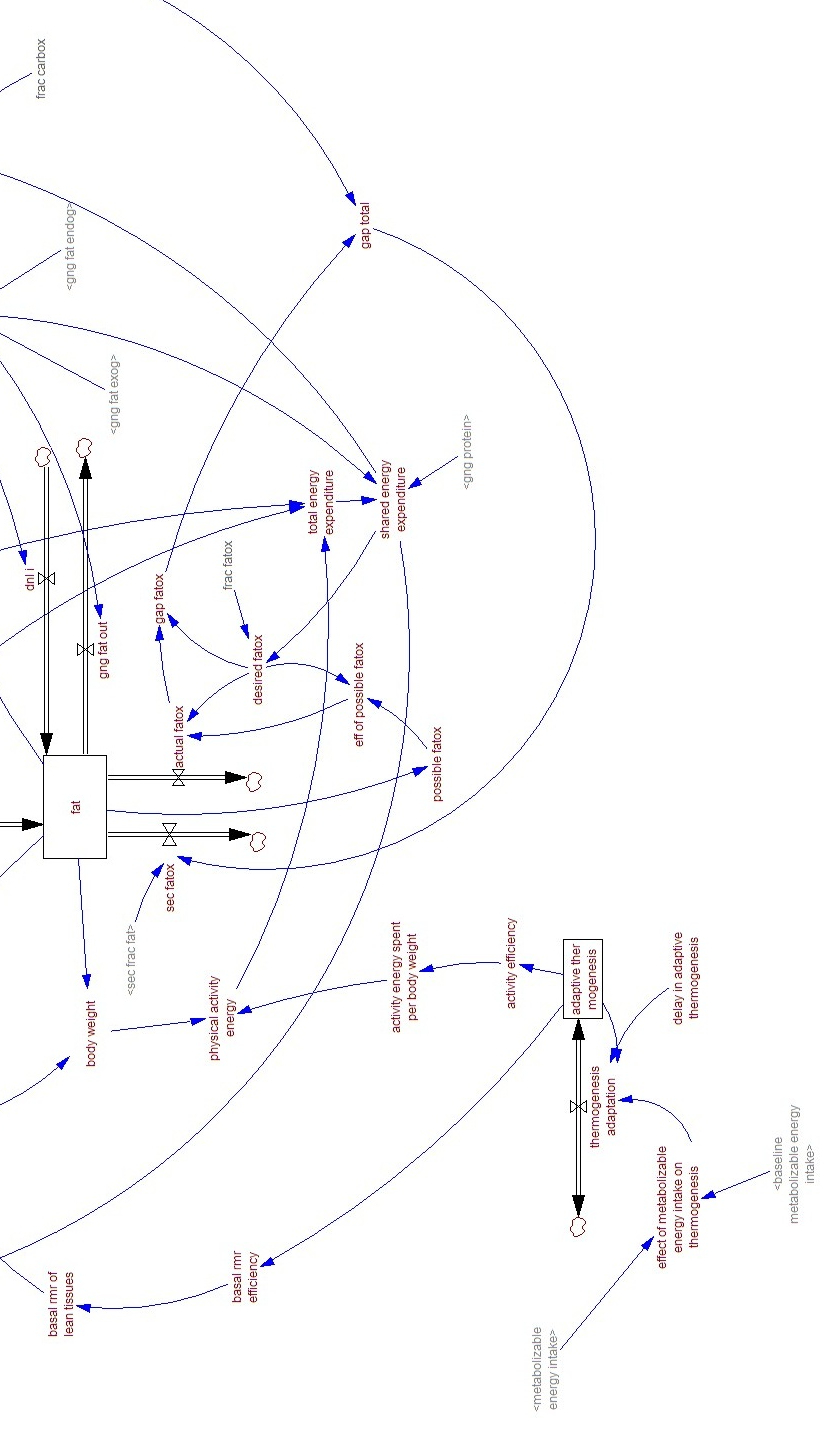 frac carbox
<gng fat endog>
gap total
<gng fat exog>
<gng protein>
total energy
expenditure
shared energy
expenditure
dnl i
gap fatox
frac fatox
gng fat out
desired fatox
eff of possible fatox
actual fatox
possible fatox
fat
sec fatox
<sec frac fat>
body weight
physical activity
energy
activity energy spent
per body weight
activity efficiency
adaptive ther
mogenesis
delay in adaptive
thermogenesis
thermogenesis
adaptation
effect of metabolizable
energy intake on
thermogenesis
<baseline
metabolizable energy
intake>
basal rmr of
lean tissues
basal rmr
efficiency
<metabolizable
energy intake>